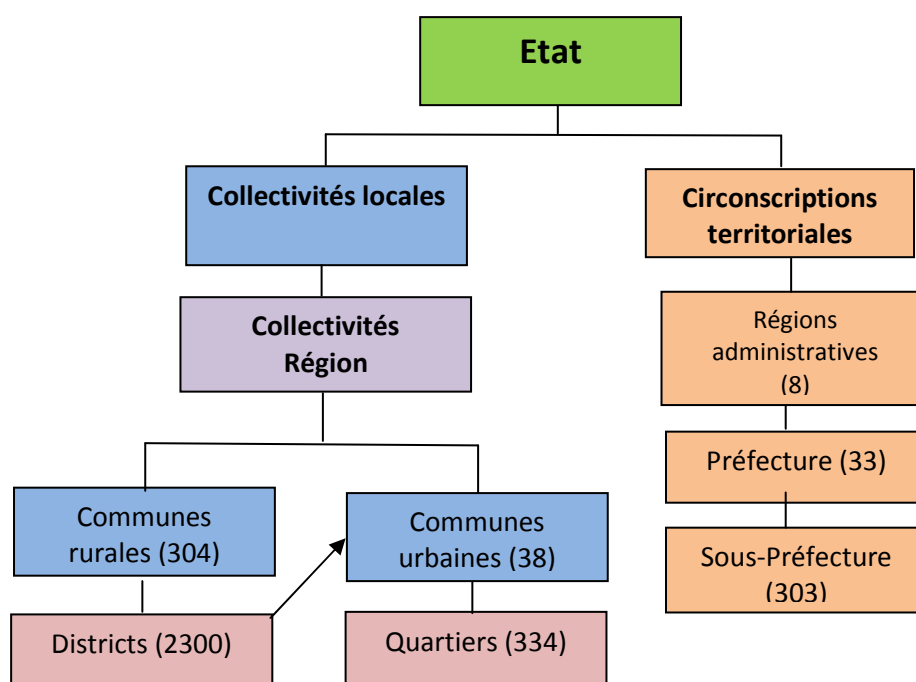 Etat
Collectivités locales
Circonscriptions
territoriales
Collectivités
Région
Régions
administratives
(8)
Préfecture (33)
Communes
rurales (304)
Communes
urbaines (38)
Sous-Préfecture
(303)
Districts (2300)
Quartiers (334)